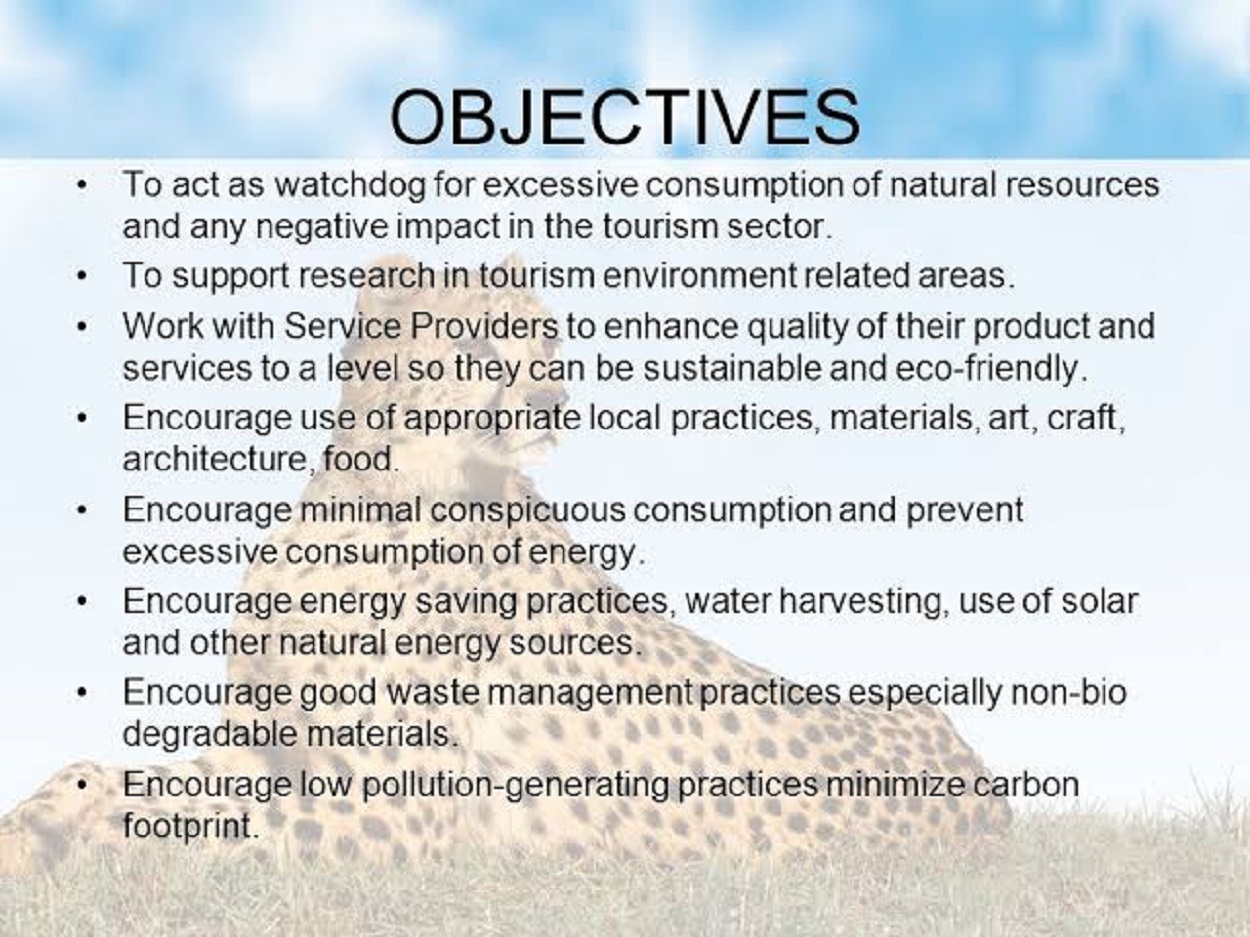 OBJECTIVES
• To act as watchdog for excessive consumption of natural resources
and any negative impact in the tourism sector.
• To support research in tourism environment related areas.
• Work with Service Providers to enhance quality of their product and
services to a level so they can be sustainable and eco-friendly.
• Encourage use of appropriate local practices, materials, art, craft,
architecture, food.
• Encourage minimal conspicuous consumption and prevent
excessive consumption of energy.
• Encourage energy saving practices, water harvesting, use of solar
and other natural energy sources.
• Encourage good waste management practices especially non-bio
degradable materials.
• Encourage low pollution-generating practices minimize carbon
footprint.